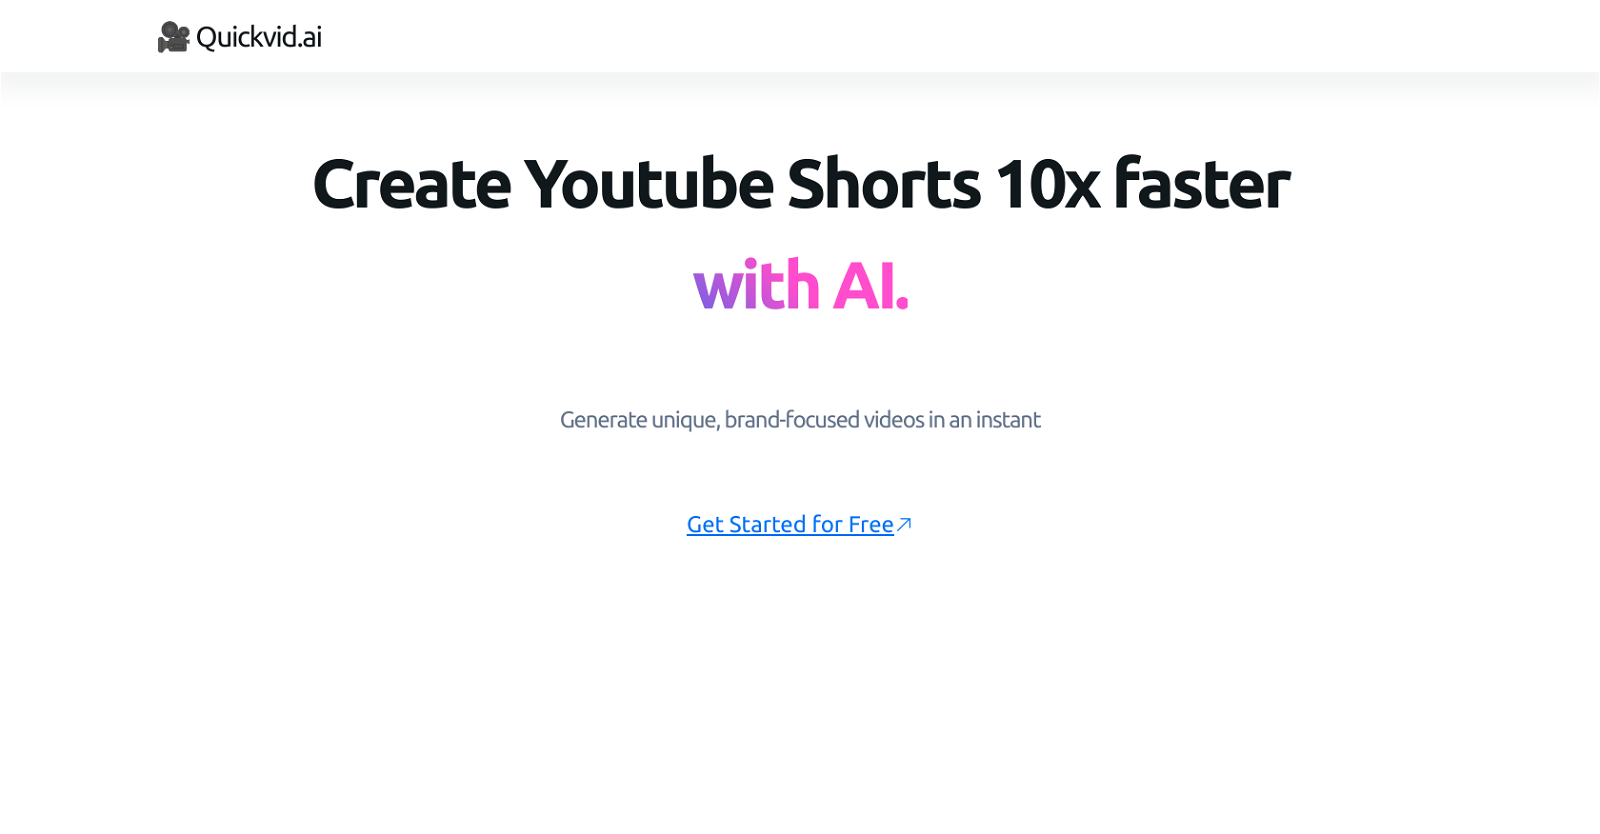 Quickvid.ai
Create Youtube Shorts 10x faster
with AI.
Generate unique, brand-focused videos in an instant
Get Started for Free